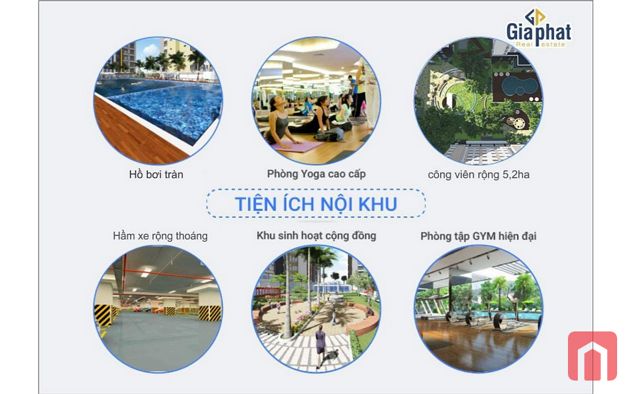 Giaphat
Real estate
Hồ bơi tràn
Phòng Yoga cao cấp
công viên rộng 5,2ha
TIỆN ÍCH NỘI KHU
Hầm xe rộng thoáng
Khu sinh hoạt cộng đồng
Phòng tập GYM hiện đại